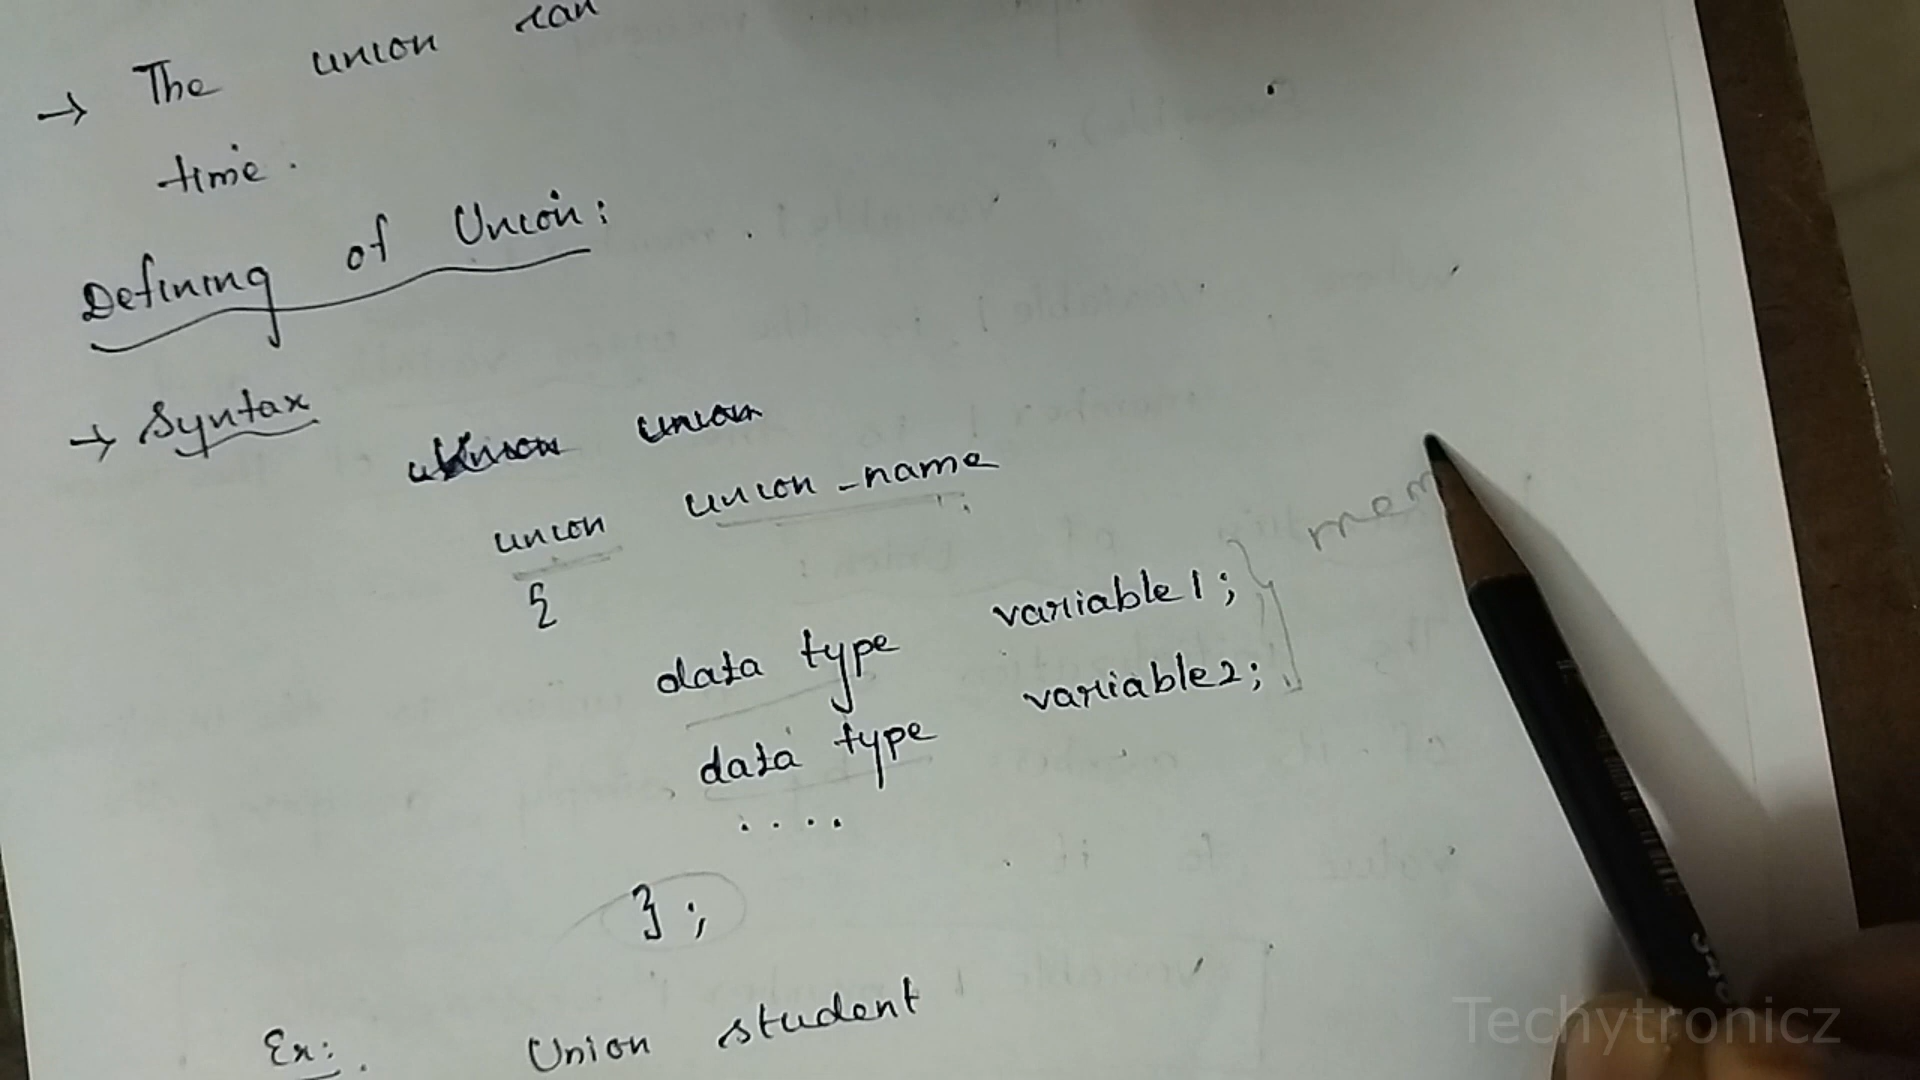 → The union can
time.
Defining of Union:
→ Syntax
union
union union_name
{
data type variable1;
data type variable2;
....
};
Ex: Union student
Techytronicz